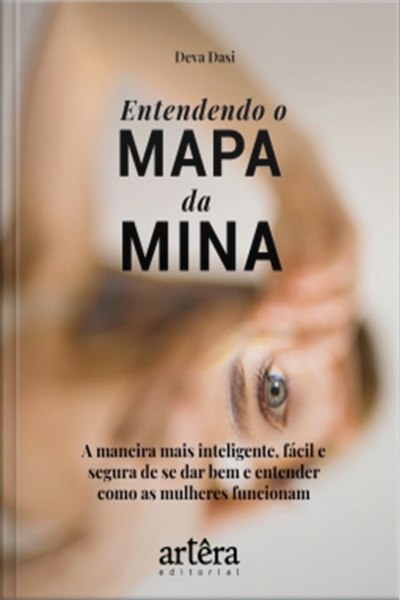 Deva Dasi
Entendendo o
MAPA
da
MINA
A maneira mais inteligente, fácil e
segura de se dar bem e entender
como as mulheres funcionam
artêra
editorial